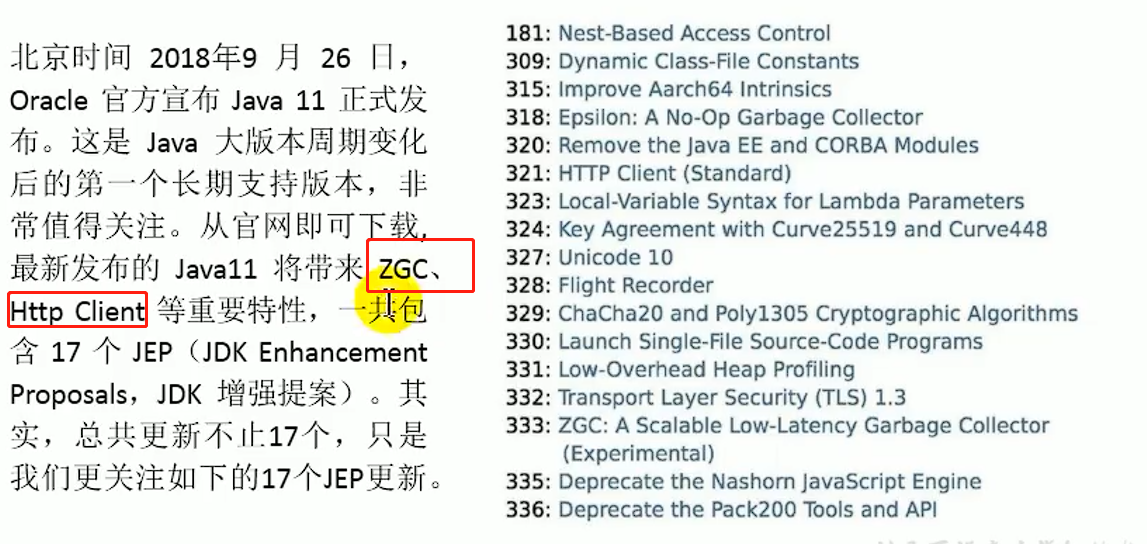 北京时间 2018年9 月 26 日，
Oracle 官方宣布 Java 11 正式发
布。这是 Java 大版本周期变化
后的第一个长期支持版本，非
常值得关注。从官网即可下载,
最新发布的 Java11 将带来 ZGC、
Http Client 等重要特性，一共包
含 17 个 JEP（JDK Enhancement
Proposals，JDK 增强提案）。其
实，总共更新不止17个，只是
我们更关注如下的17个JEP更新。
181: Nest-Based Access Control
309: Dynamic Class-File Constants
315: Improve Aarch64 Intrinsics
318: Epsilon: A No-Op Garbage Collector
320: Remove the Java EE and CORBA Modules
321: HTTP Client (Standard)
323: Local-Variable Syntax for Lambda Parameters
324: Key Agreement with Curve25519 and Curve448
327: Unicode 10
328: Flight Recorder
329: ChaCha20 and Poly1305 Cryptographic Algorithms
330: Launch Single-File Source-Code Programs
331: Low-Overhead Heap Profiling
332: Transport Layer Security (TLS) 1.3
333: ZGC: A Scalable Low-Latency Garbage Collector
(Experimental)
335: Deprecate the Nashorn JavaScript Engine
336: Deprecate the Pack200 Tools and API